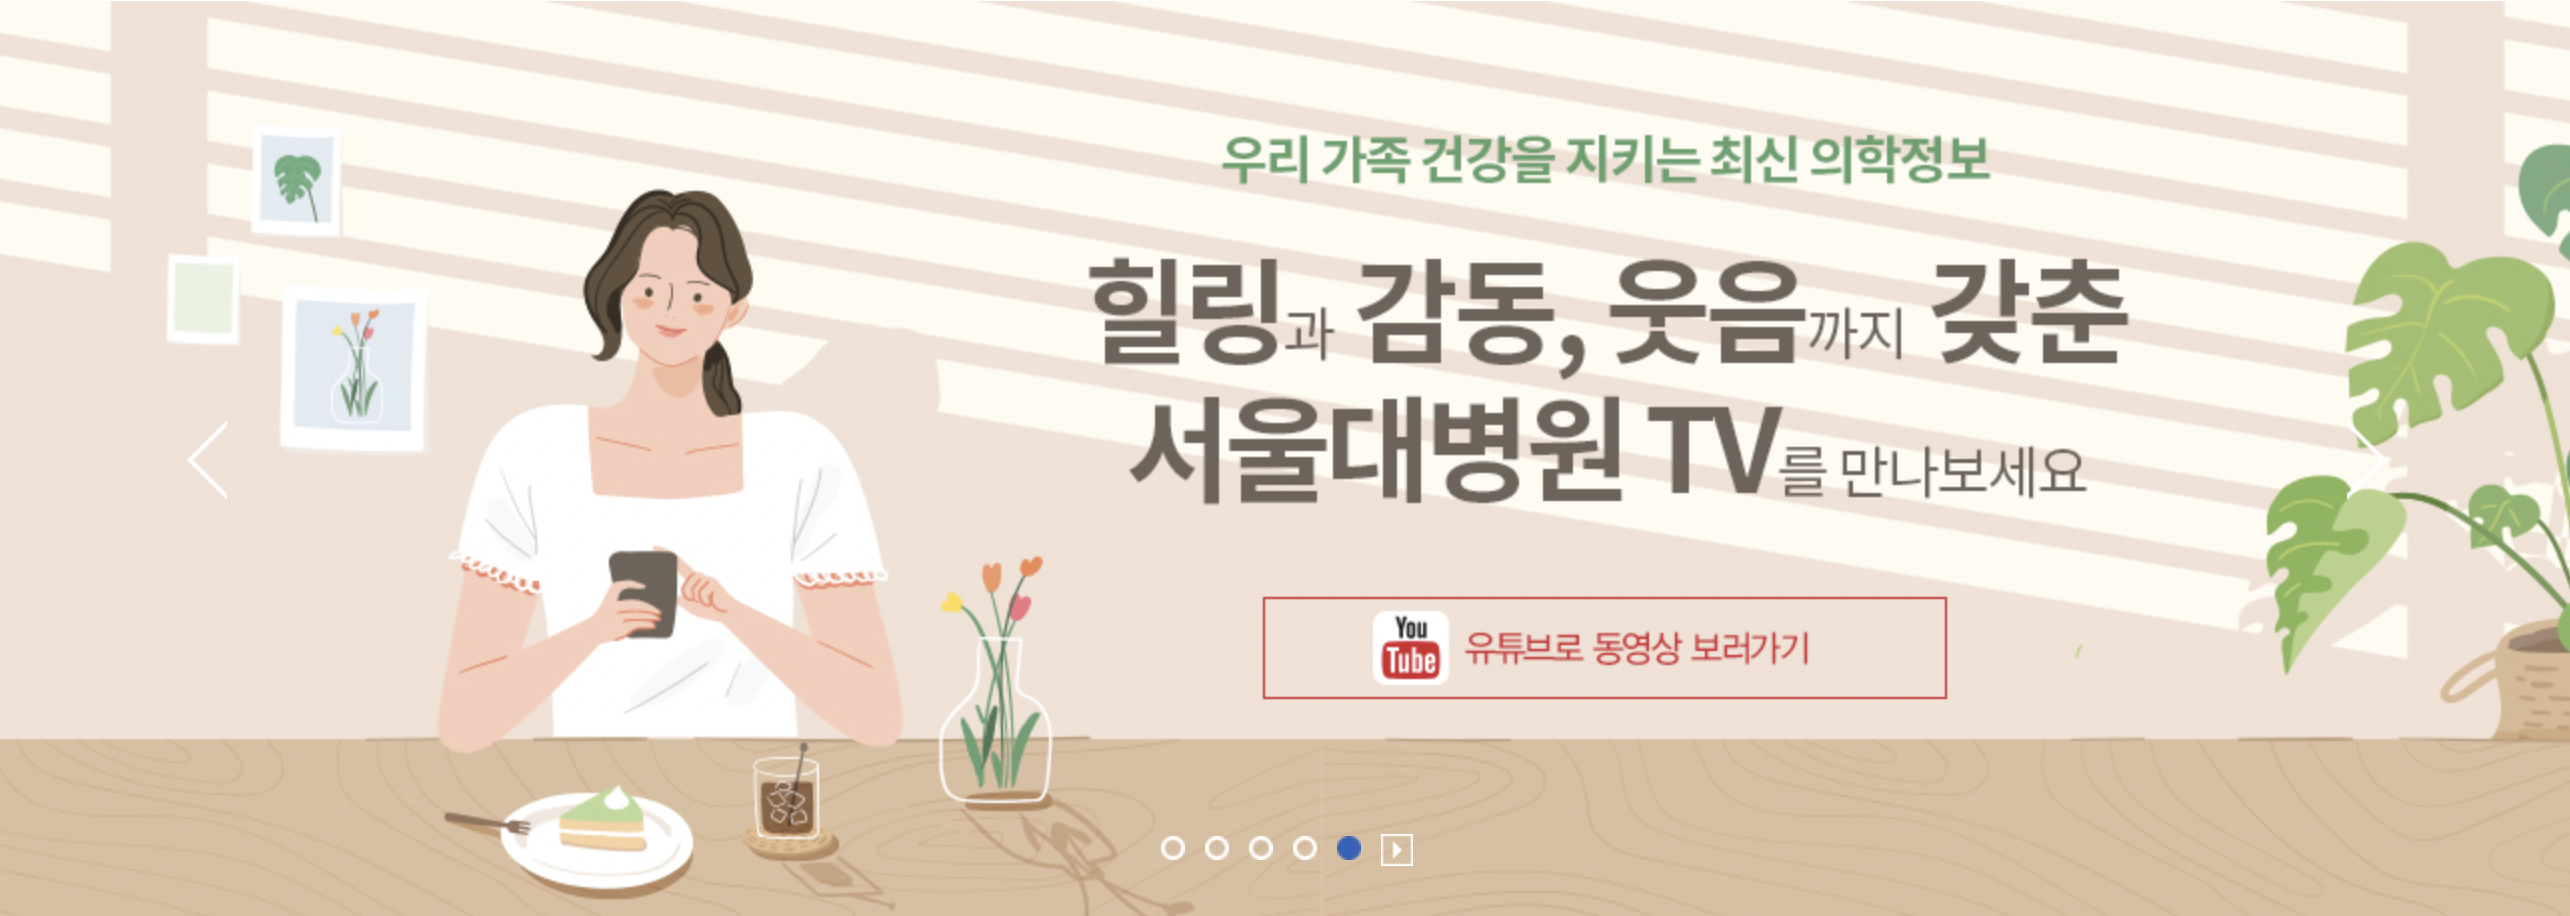 우리 가족 건강을 지키는 최신 의학정보
힐링과 감동, 웃음까지 갖춘
서울대병원 TV를 만나보세요
You
Tube
유튜브로 동영상 보러가기